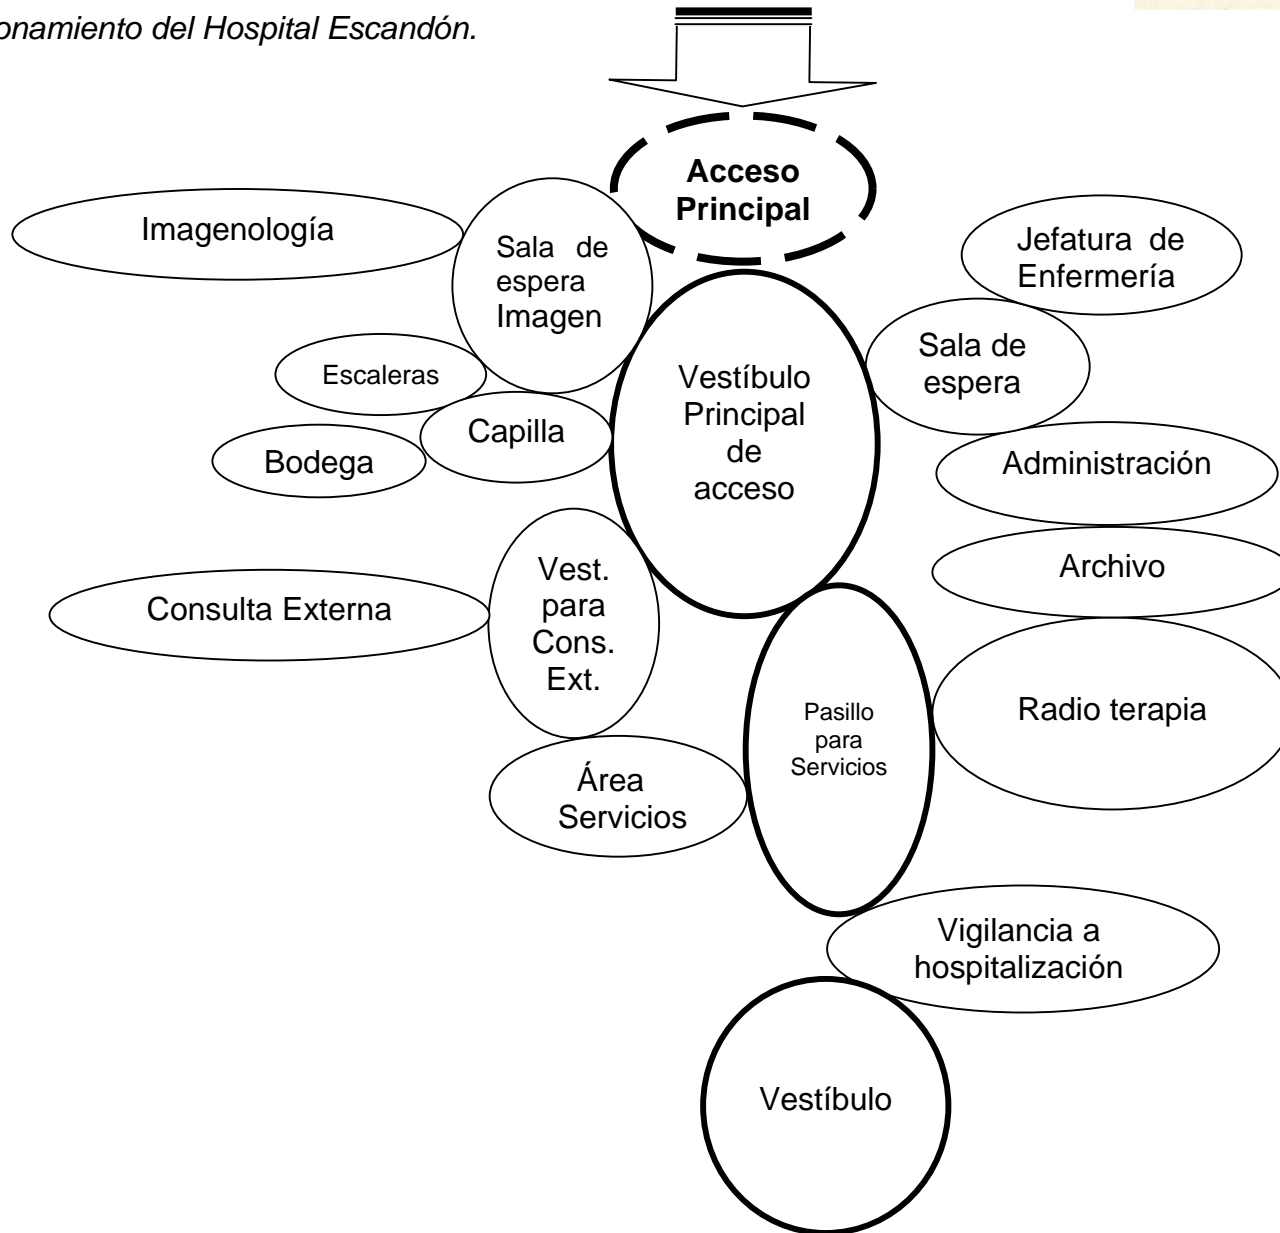 onamiento del Hospital Escandón.
Acceso
Principal
Imagenología
Sala de
espera
Imagen
Jefatura de
Enfermería
Escaleras
Vestíbulo
Principal
de
acceso
Sala de
espera
Capilla
Bodega
Administración
Archivo
Vest.
para
Cons.
Ext.
Consulta Externa
Pasillo
para
Servicios
Radio terapia
Área
Servicios
Vigilancia a
hospitalización
Vestíbulo